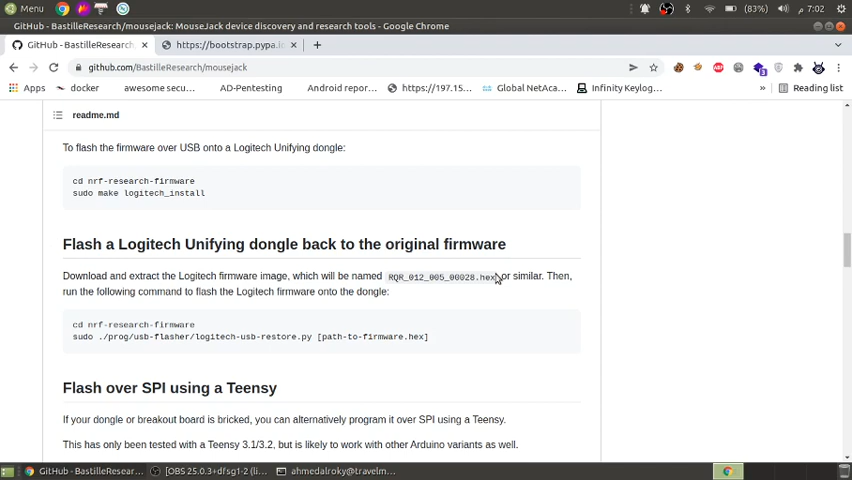 Menu
(83%)
7:02 م
BastilleResearch/mousejack: MouseJack device discovery and research tools - Google Chrome
GitHub - BastilleResearch/
https://bootstrap.pypa.io
github.com/BastilleResearch/mousejack
Apps
docker
awesome secu...
AD-Pentesting
Android repor...
https://197.15...
Global NetAca...
Infinity Keylog...
»
Reading list
readme.md
To flash the firmware over USB onto a Logitech Unifying dongle:
cd nrf-research-firmware
sudo make logitech_install
Flash a Logitech Unifying dongle back to the original firmware
Download and extract the Logitech firmware image, which will be named RQR_012_005_00028.hex or similar. Then,
run the following command to flash the Logitech firmware onto the dongle:
cd nrf-research-firmware
sudo ./prog/usb-flasher/logitech-usb-restore.py [path-to-firmware.hex]
Flash over SPI using a Teensy
If your dongle or breakout board is bricked, you can alternatively program it over SPI using a Teensy.
This has only been tested with a Teensy 3.1/3.2, but is likely to work with other Arduino variants as well.
GitHub - BastilleResear...
[OBS 25.0.3+dfsg1-2 (li...
ahmedalroky@travelm...